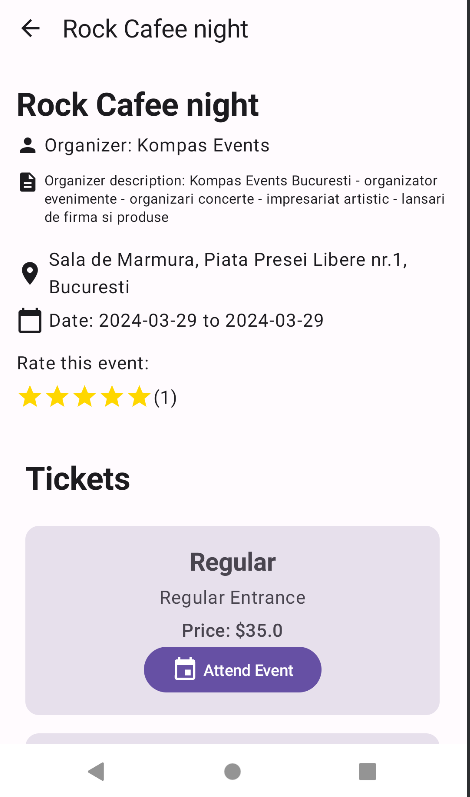 Rock Cafee night
Rock Cafee night
Organizer: Kompas Events
Organizer description: Kompas Events Bucuresti - organizator
evenimente - organizari concerte - impresariat artistic - lansari
de firma si produse
Sala de Marmura, Piata Presei Libere nr.1,
Bucuresti
Date: 2024-03-29 to 2024-03-29
Rate this event:
(1)
Tickets
Regular
Regular Entrance
Price: $35.0
Attend Event